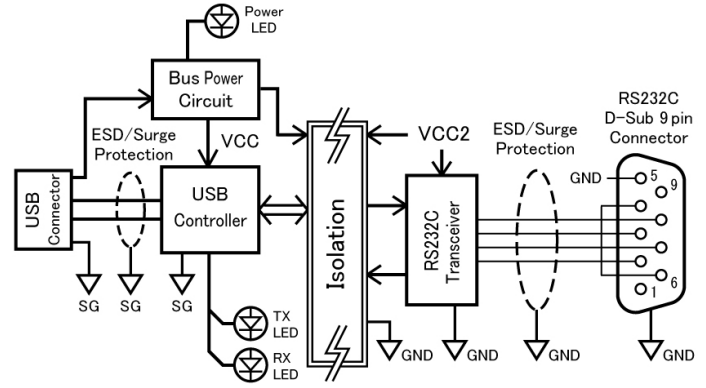 Power
LED
Bus Power
Circuit
ESD/Surge
Protection
VCC
USB
Connector
USB
Controller
SG
SG
SG
TX
LED
RX
LED
Isolation
VCC2
RS232C
Transceiver
ESD/Surge
Protection
RS232C
D-Sub 9pin
Connector
GND
5
9
6
1
GND
GND
GND
GND